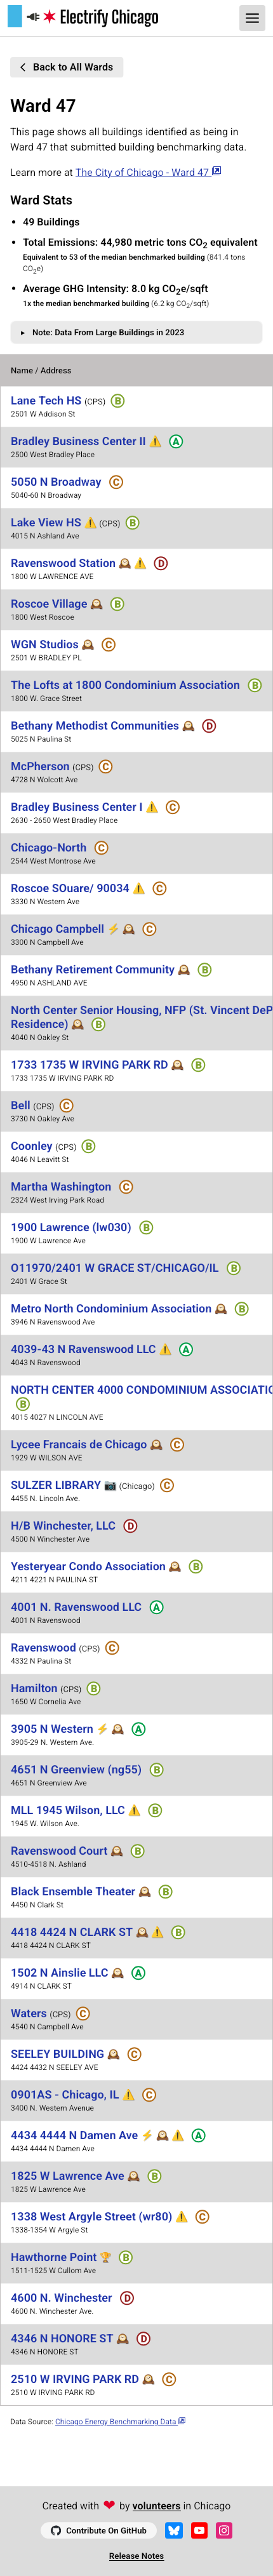 Electrify Chicago
Back to All Wards
Ward 47
This page shows all buildings identified as being in
Ward 47 that submitted building benchmarking data.
Learn more at The City of Chicago - Ward 47
Ward Stats
49 Buildings
Total Emissions: 44,980 metric tons CO2 equivalent
Equivalent to 53 of the median benchmarked building (841.4 tons
CO2e)
Average GHG Intensity: 8.0 kg CO2e/sqft
1x the median benchmarked building (6.2 kg CO2/sqft)
▸ Note: Data From Large Buildings in 2023
Name / Address
Lane Tech HS (CPS) B
2501 W Addison St
Bradley Business Center II ⚠️ A
2500 West Bradley Place
5050 N Broadway C
5040-60 N Broadway
Lake View HS ⚠️ (CPS) B
4015 N Ashland Ave
Ravenswood Station 🕰️ ⚠️ D
1800 W LAWRENCE AVE
Roscoe Village 🕰️ B
1800 West Roscoe
WGN Studios 🕰️ C
2501 W BRADLEY PL
The Lofts at 1800 Condominium Association B
1800 W. Grace Street
Bethany Methodist Communities 🕰️ D
5025 N Paulina St
McPherson (CPS) C
4728 N Wolcott Ave
Bradley Business Center I ⚠️ C
2630 - 2650 West Bradley Place
Chicago-North C
2544 West Montrose Ave
Roscoe SOuare/ 90034 ⚠️ C
3330 N Western Ave
Chicago Campbell ⚡ 🕰️ C
3300 N Campbell Ave
Bethany Retirement Community 🕰️ B
4950 N ASHLAND AVE
North Center Senior Housing, NFP (St. Vincent DeP
Residence) 🕰️ B
4040 N Oakley St
1733 1735 W IRVING PARK RD 🕰️ B
1733 1735 W IRVING PARK RD
Bell (CPS) C
3730 N Oakley Ave
Coonley (CPS) B
4046 N Leavitt St
Martha Washington C
2324 West Irving Park Road
1900 Lawrence (lw030) B
1900 W Lawrence Ave
O11970/2401 W GRACE ST/CHICAGO/IL B
2401 W Grace St
Metro North Condominium Association 🕰️ B
3946 N Ravenswood Ave
4039-43 N Ravenswood LLC ⚠️ A
4043 N Ravenswood
NORTH CENTER 4000 CONDOMINIUM ASSOCIATIO
B
4015 4027 N LINCOLN AVE
Lycee Francais de Chicago 🕰️ C
1929 W WILSON AVE
SULZER LIBRARY 📷 (Chicago) C
4455 N. Lincoln Ave.
H/B Winchester, LLC D
4500 N Winchester Ave
Yesteryear Condo Association 🕰️ B
4211 4221 N PAULINA ST
4001 N. Ravenswood LLC A
4001 N Ravenswood
Ravenswood (CPS) C
4332 N Paulina St
Hamilton (CPS) B
1650 W Cornelia Ave
3905 N Western ⚡ 🕰️ A
3905-29 N. Western Ave.
4651 N Greenview (ng55) B
4651 N Greenview Ave
MLL 1945 Wilson, LLC ⚠️ B
1945 W. Wilson Ave.
Ravenswood Court 🕰️ B
4510-4518 N. Ashland
Black Ensemble Theater 🕰️ B
4450 N Clark St
4418 4424 N CLARK ST 🕰️ ⚠️ B
4418 4424 N CLARK ST
1502 N Ainslie LLC 🕰️ A
4914 N CLARK ST
Waters (CPS) C
4540 N Campbell Ave
SEELEY BUILDING 🕰️ C
4424 4432 N SEELEY AVE
0901AS - Chicago, IL ⚠️ C
3400 N. Western Avenue
4434 4444 N Damen Ave ⚡ 🕰️ ⚠️ A
4434 4444 N Damen Ave
1825 W Lawrence Ave 🕰️ B
1825 W Lawrence Ave
1338 West Argyle Street (wr80) ⚠️ C
1338-1354 W Argyle St
Hawthorne Point 🏆 B
1511-1525 W Cullom Ave
4600 N. Winchester D
4600 N. Winchester Ave.
4346 N HONORE ST 🕰️ D
4346 N HONORE ST
2510 W IRVING PARK RD 🕰️ C
2510 W IRVING PARK RD
Data Source: Chicago Energy Benchmarking Data
Created with ❤ by volunteers in Chicago
Contribute On GitHub
Release Notes